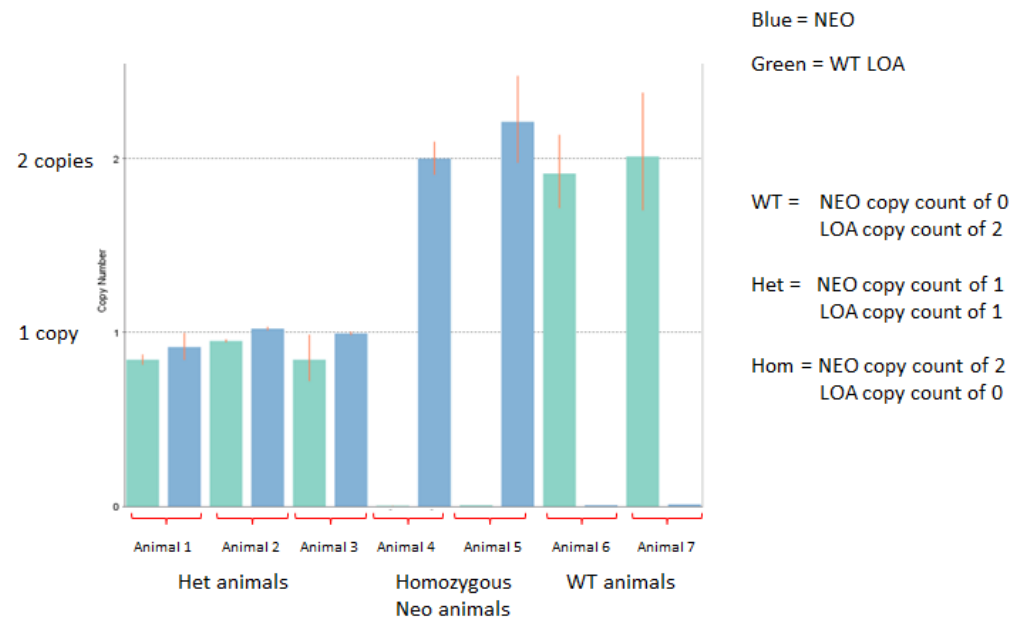 Blue = NEO
Green = WT LOA
2 copies
2
WT = NEO copy count of 0
LOA copy count of 2
Copy Number
Het = NEO copy count of 1
LOA copy count of 1
1 copy
1
Hom = NEO copy count of 2
LOA copy count of 0
0
Animal 1 Animal 2 Animal 3 Animal 4 Animal 5 Animal 6 Animal 7
Het animals
Homozygous
Neo animals
WT animals